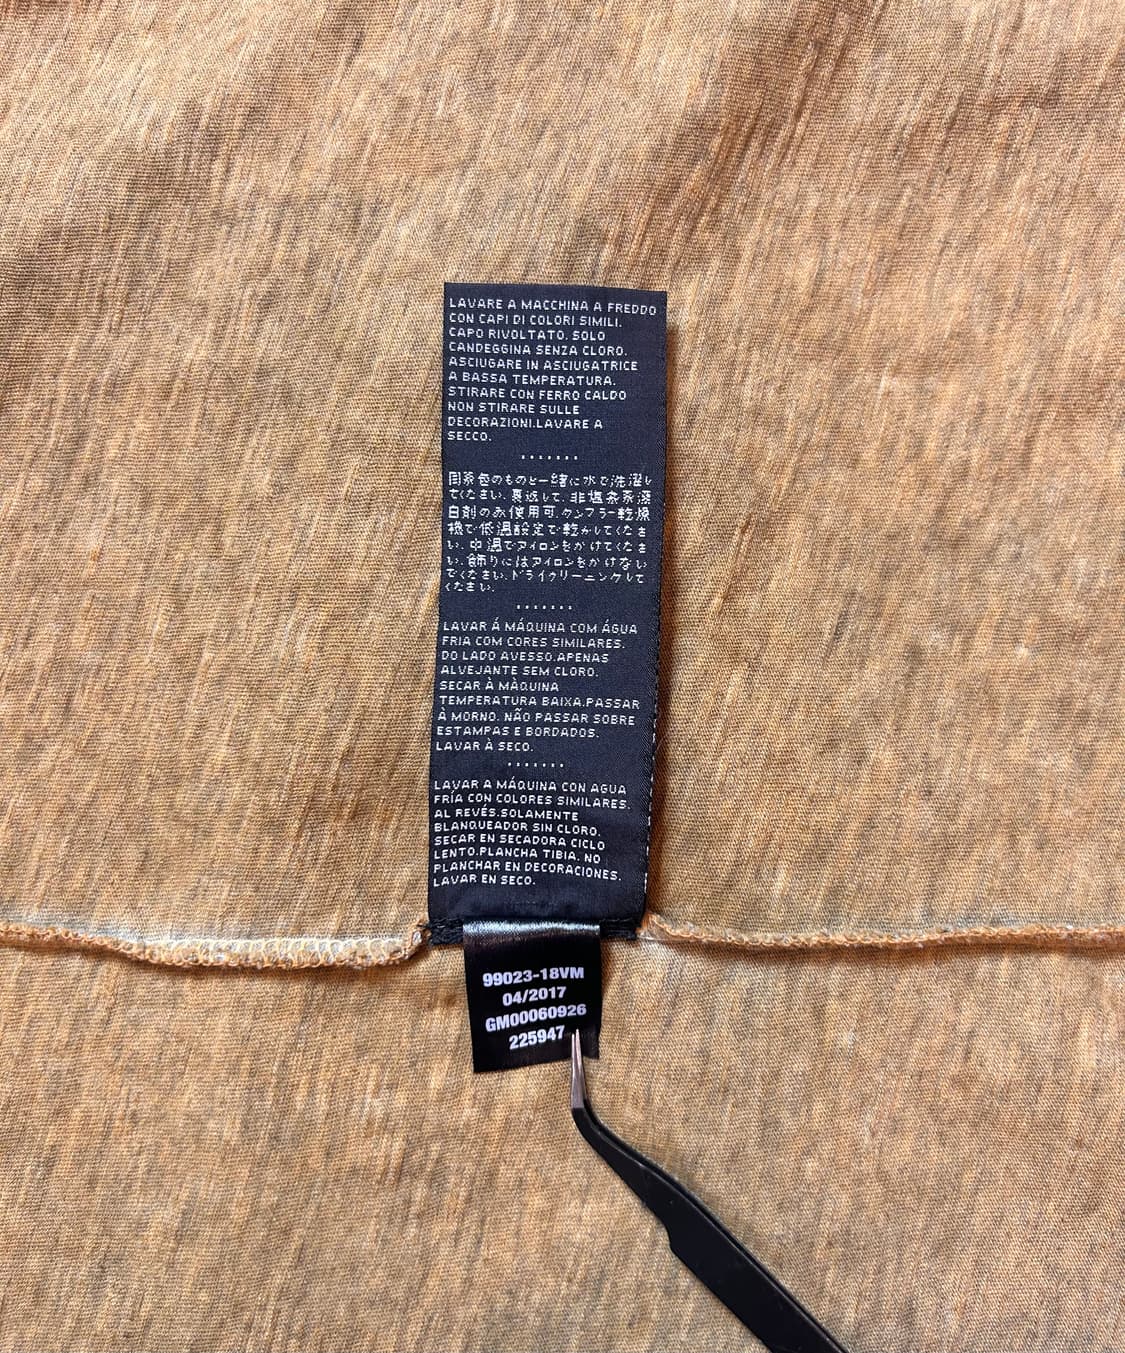 LAVARE A MACCHINA A FREDDO
CON CAPI DI COLORI SIMILI.
CAPO RIVOLTATO. SOLO
CANDEGGINA SENZA CLORO.
ASCIUGARE IN ASCIUGATRICE
A BASSA TEMPERATURA.
STIRARE CON FERRO CALDO
NON STIRARE SULLE
DECORAZIONI.LAVARE A
SECCO.
同系色のものと一緒に水で洗濯し
てください. 裏返して. 非塩素系漂
白剤のみ使用可.タンブラー乾燥
機で低温設定で乾かしてくださ
い. 中温でアイロンをかけてくださ
い. 飾りにはアイロンをかけない
でください.ドライクリーニングして
ください.
LAVAR Á MÁQUINA COM ÁGUA
FRIA COM CORES SIMILARES.
DO LADO AVESSO.APENAS
ALVEJANTE SEM CLORO.
SECAR À MÀQUINA
TEMPERATURA BAIXA.PASSAR
À MORNO. NÃO PASSAR SOBRE
ESTAMPAS E BORDADOS.
LAVAR À SECO.
LAVAR A MÁQUINA CON AGUA
FRÍA CON COLORES SIMILARES.
AL REVÉS.SOLAMENTE
BLANQUEADOR SIN CLORO.
SECAR EN SECADORA CICLO
LENTO.PLANCHA TIBIA. NO
PLANCHAR EN DECORACIONES.
LAVAR EN SECO.
99023-18VM
04/2017
GM00060926
225947